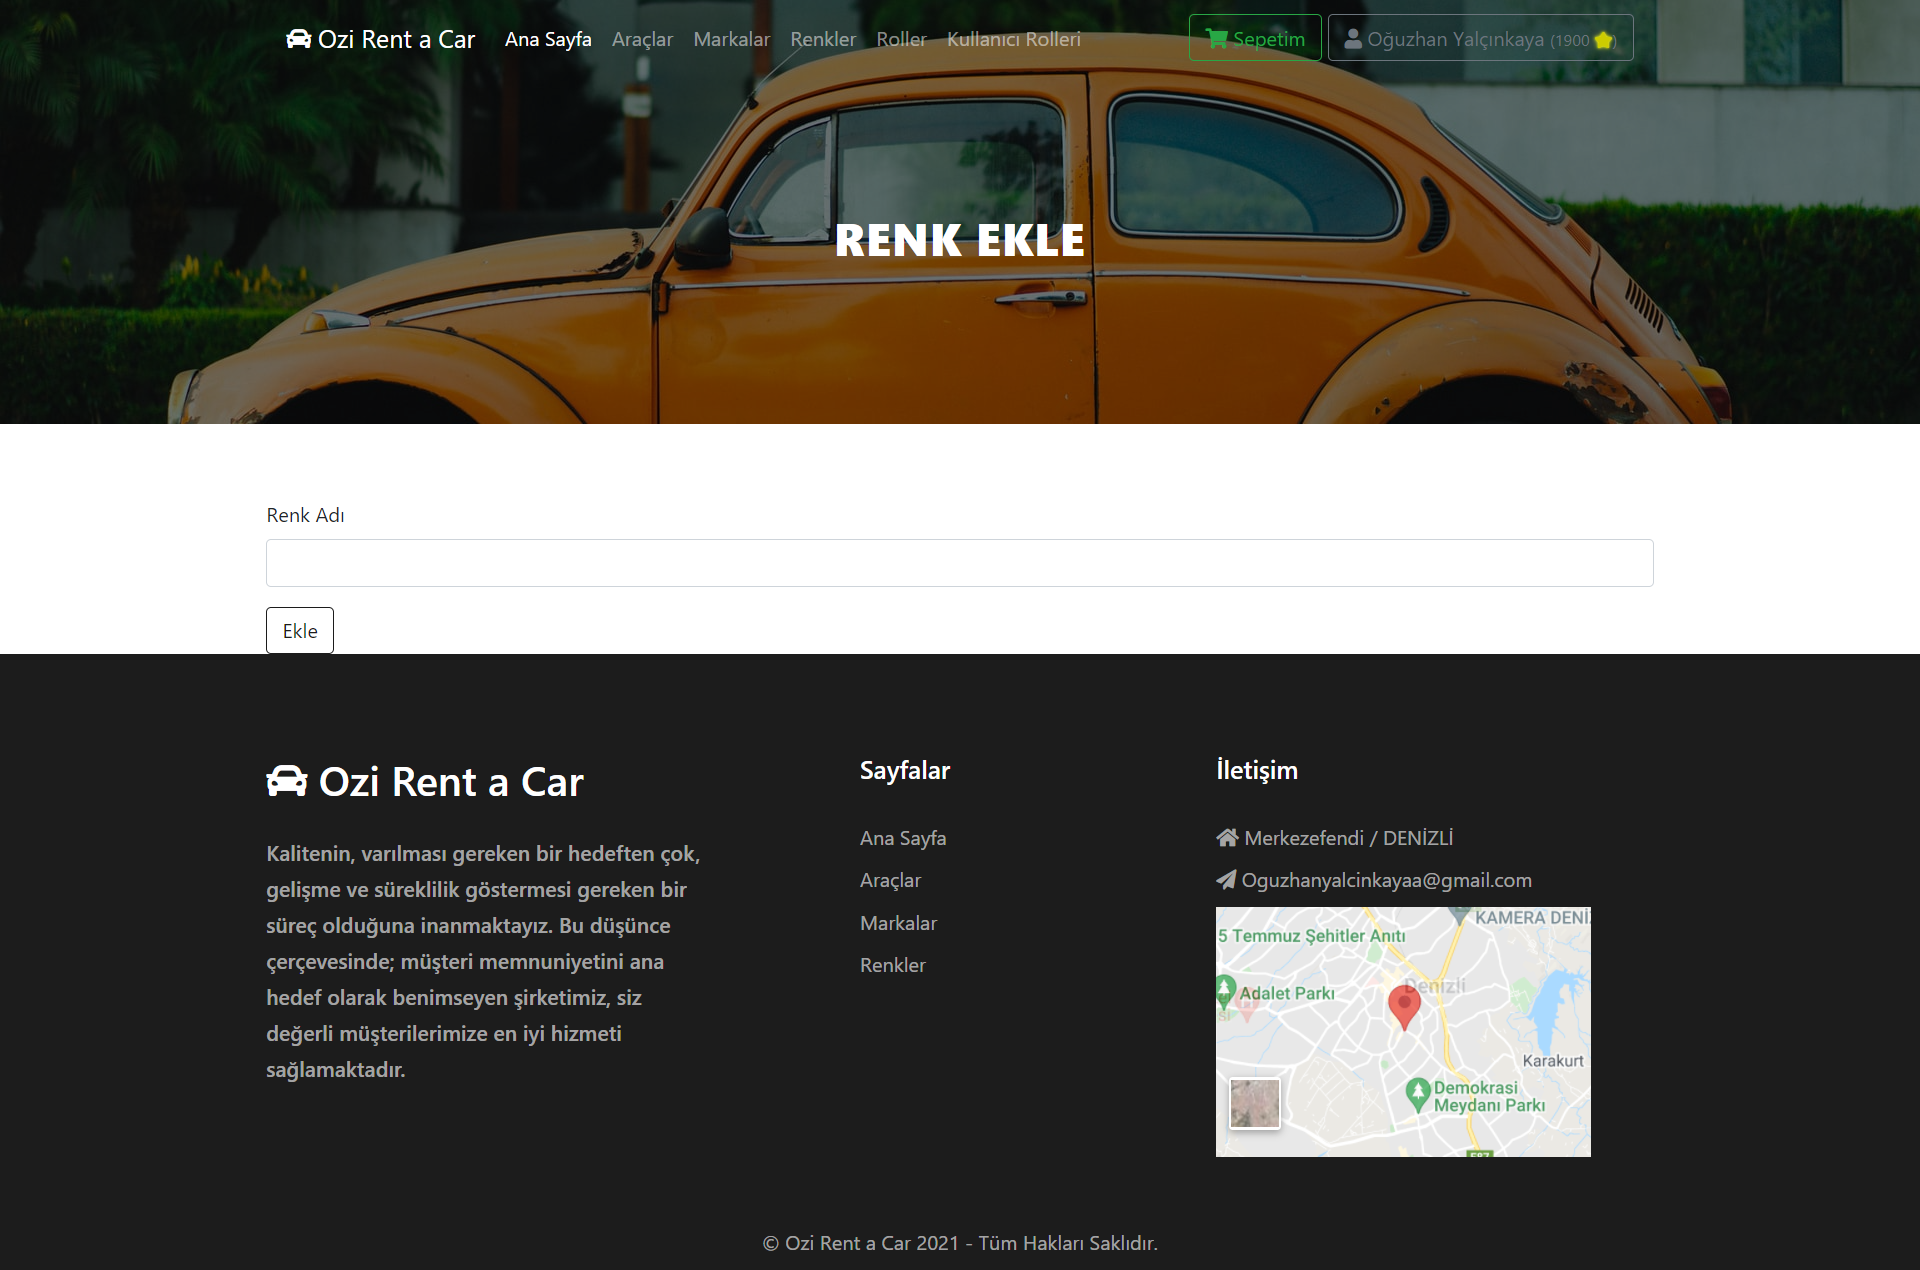 Ozi Rent a Car Ana Sayfa Araçlar Markalar Renkler Roller Kullanıcı Rolleri Sepetim Oğuzhan Yalçınkaya (1900 )
RENK EKLE
Renk Adı
Ekle
Ozi Rent a Car
Kalitenin, varılması gereken bir hedeften çok,
gelişme ve süreklilik göstermesi gereken bir
süreç olduğuna inanmaktayız. Bu düşünce
çerçevesinde; müşteri memnuniyetini ana
hedef olarak benimseyen şirketimiz, siz
değerli müşterilerimize en iyi hizmeti
sağlamaktadır.
Sayfalar
Ana Sayfa
Araçlar
Markalar
Renkler
İletişim
Merkezefendi / DENİZLİ
Oguzhanyalcinkayaa@gmail.com
KAMERA DENİZ
5 Temmuz Şehitler Anıtı
Denizli
Adalet Parkı
Karakurt
Demokrasi
Meydanı Parkı
© Ozi Rent a Car 2021 - Tüm Hakları Saklıdır.